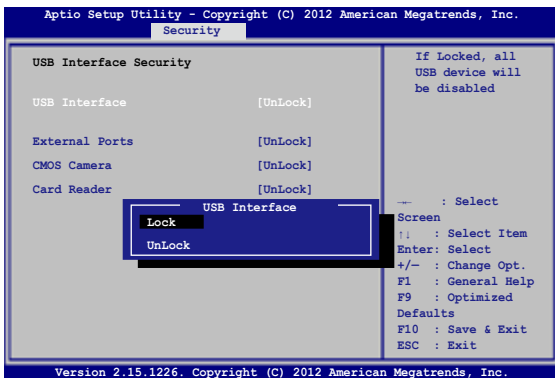 Aptio Setup Utility - Copyright (C) 2012 American Megatrends, Inc.
Security
USB Interface Security
USB Interface [UnLock]
External Ports [UnLock]
CMOS Camera [UnLock]
Card Reader [UnLock]
USB Interface
Lock
UnLock
If Locked, all
USB device will
be disabled
→← : Select
Screen
↑↓ : Select Item
Enter: Select
+/— : Change Opt.
F1 : General Help
F9 : Optimized
Defaults
F10 : Save & Exit
ESC : Exit
Version 2.15.1226. Copyright (C) 2012 American Megatrends, Inc.